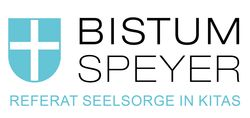 BISTUM
SPEYER
REFERAT SEELSORGE IN KITAS